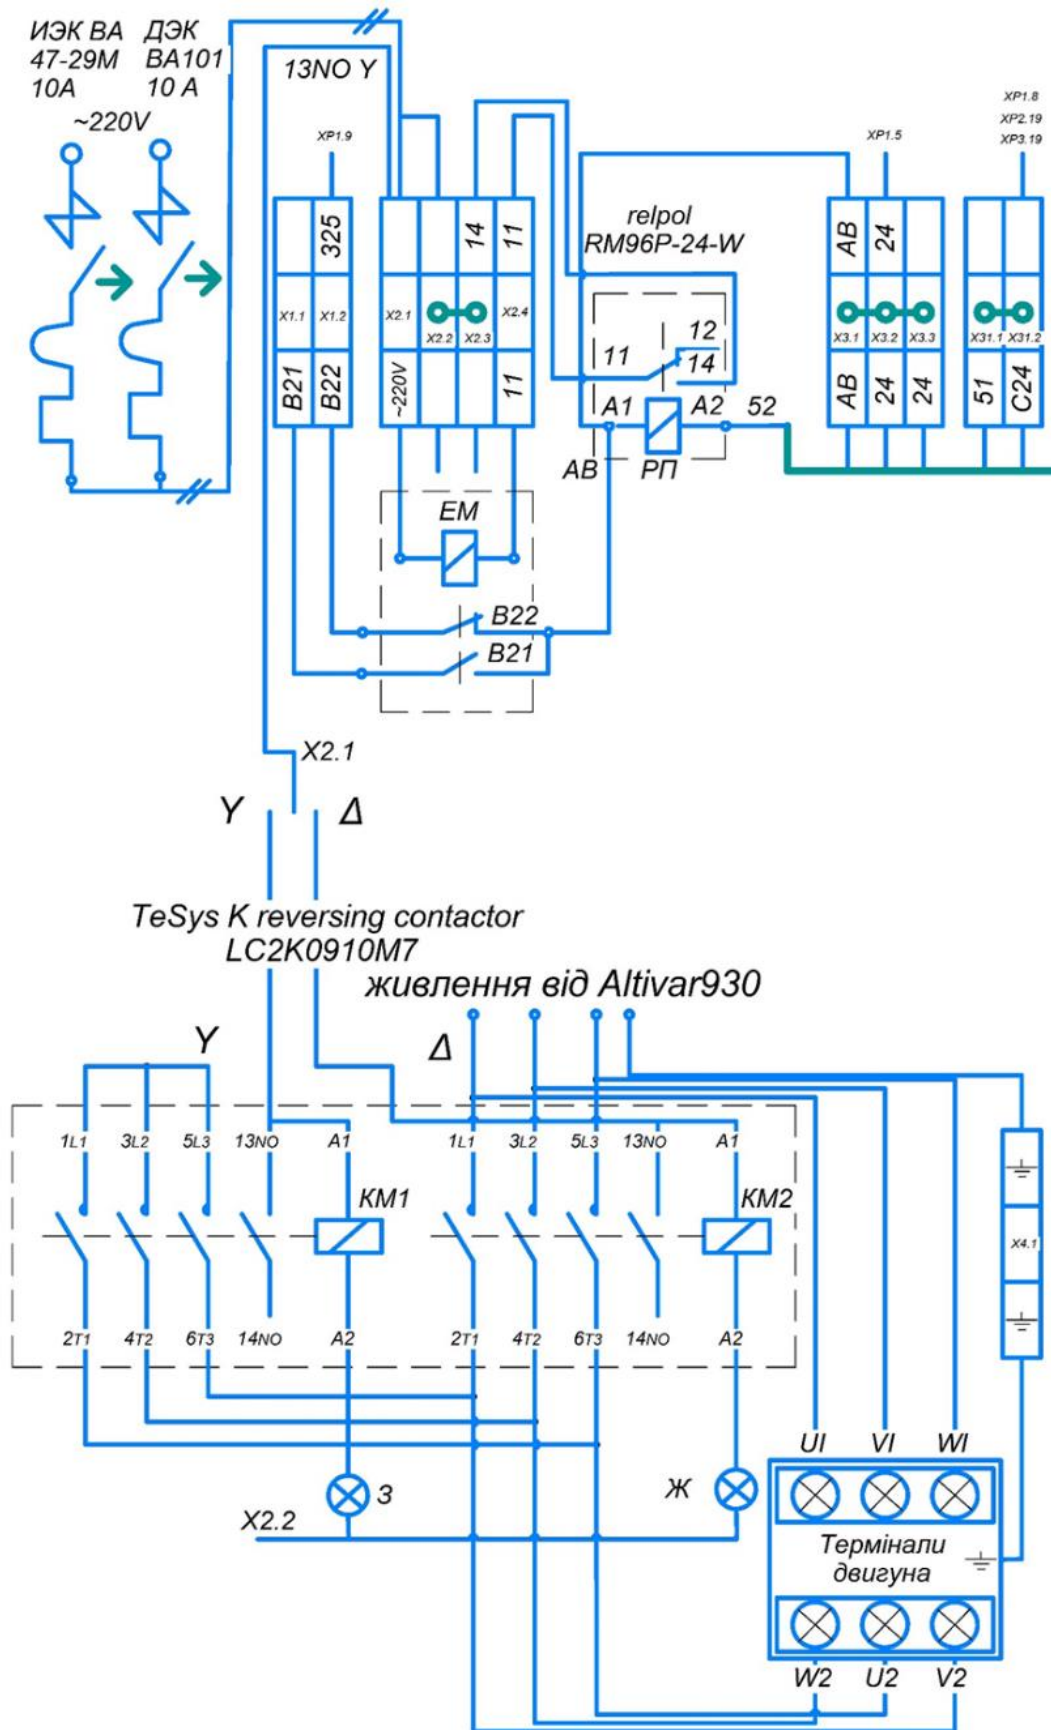 ИЭК ВА
47-29М
10А
ДЭК
ВА101
10 А
~220V
13NO Y
XP1.9
325
X1.1
X1.2
B21
B22
14
11
X2.1
X2.2
X2.3
X2.4
~220V
11
relpol
RM96P-24-W
11
12
14
A1
A2
52
AB
РП
XP1.5
AB
24
X3.1
X3.2
X3.3
AB
24
24
XP1.8
XP2.19
XP3.19
X31.1
X31.2
51
C24
EM
B22
B21
X2.1
Y
Δ
TeSys K reversing contactor
LC2K0910M7
живлення від Altivar930
Y
Δ
1L1
3L2
5L3
13NO
A1
КМ1
2T1
4T2
6T3
14NO
A2
1L1
3L2
5L3
13NO
A1
КМ2
2T1
4T2
6T3
14NO
A2
X4.1
З
Ж
X2.2
UI
VI
WI
Термінали
двигуна
W2
U2
V2